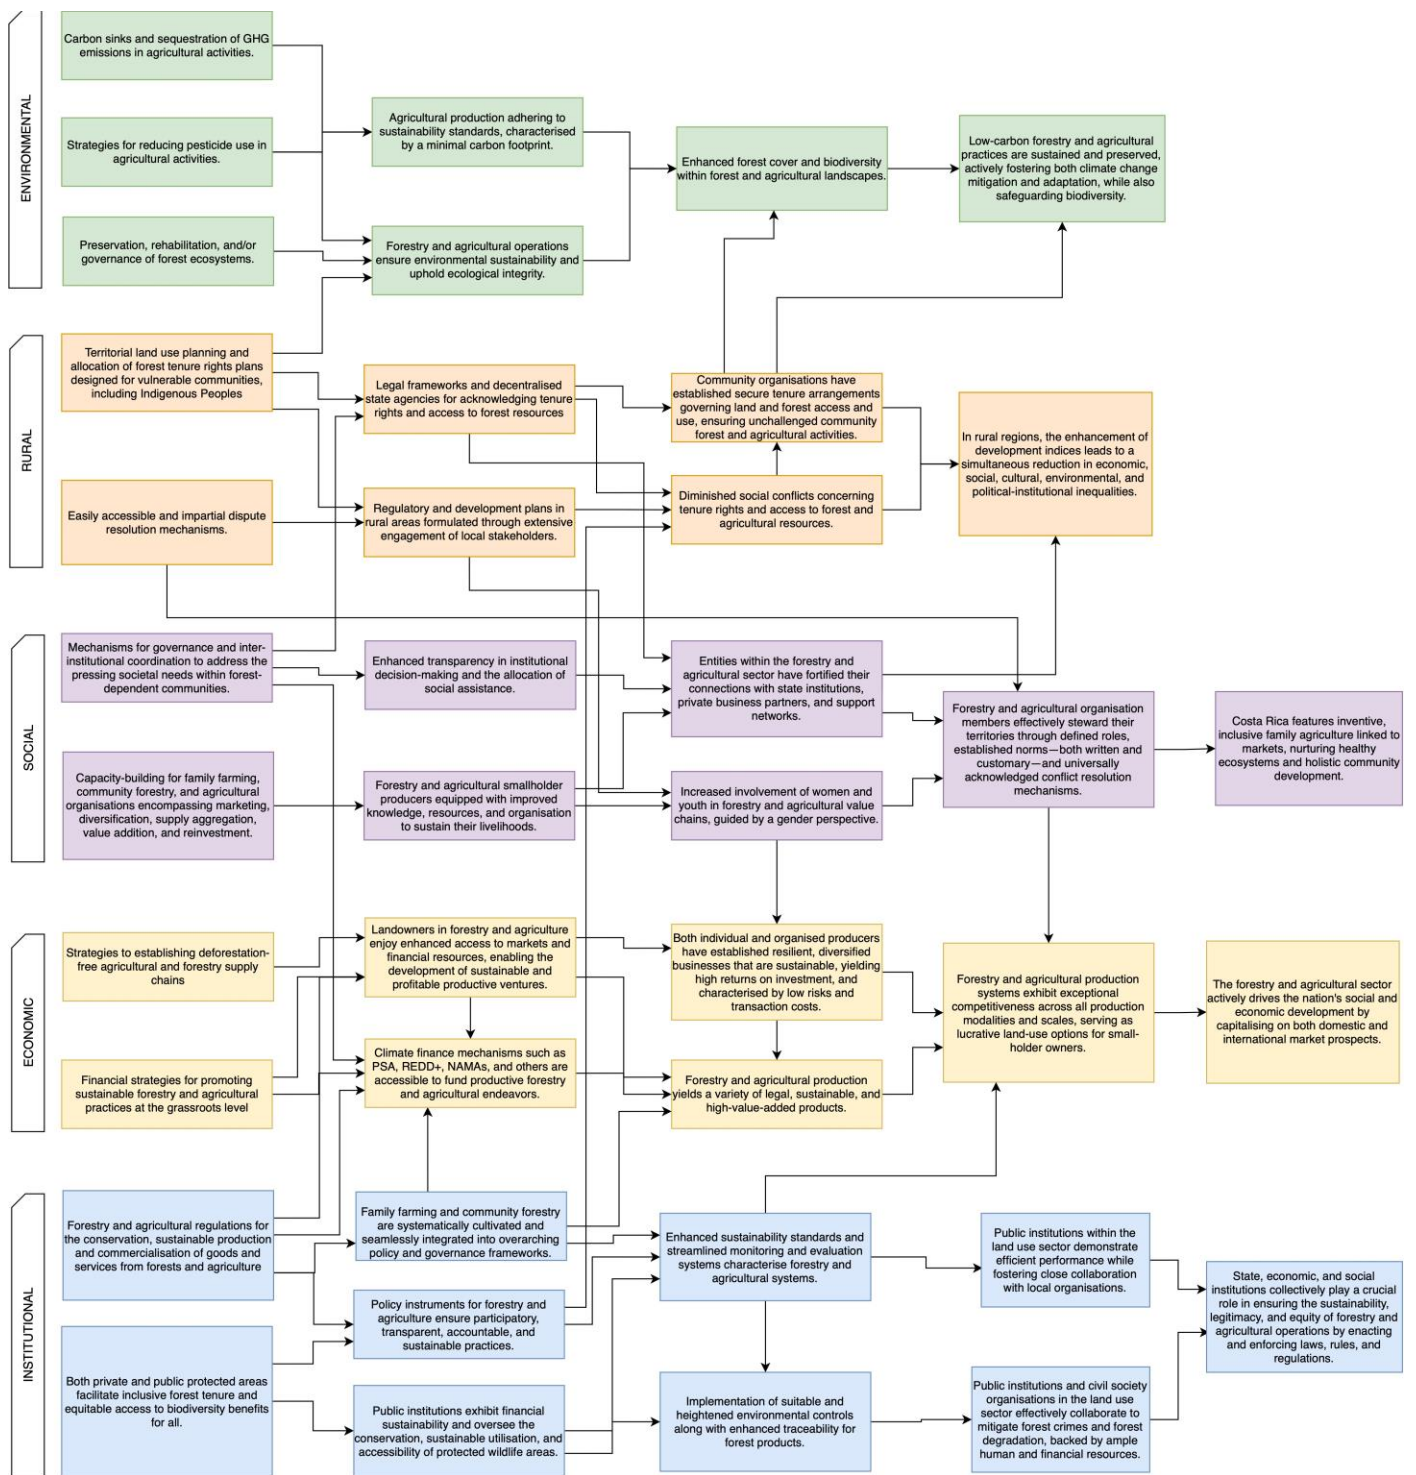 ENVIRONMENTAL
Carbon sinks and sequestration of GHG
emissions in agricultural activities.
Strategies for reducing pesticide use in
agricultural activities.
Preservation, rehabilitation, and/or
governance of forest ecosystems.
Agricultural production adhering to
sustainability standards, characterised
by a minimal carbon footprint.
Forestry and agricultural operations
ensure environmental sustainability and
uphold ecological integrity.
Enhanced forest cover and biodiversity
within forest and agricultural landscapes.
Low-carbon forestry and agricultural
practices are sustained and preserved,
actively fostering both climate change
mitigation and adaptation, while also
safeguarding biodiversity.
RURAL
Territorial land use planning and
allocation of forest tenure rights plans
designed for vulnerable communities,
including Indigenous Peoples
Easily accessible and impartial dispute
resolution mechanisms.
Legal frameworks and decentralised
state agencies for acknowledging tenure
rights and access to forest resources
Regulatory and development plans in
rural areas formulated through extensive
engagement of local stakeholders.
Community organisations have
established secure tenure arrangements
governing land and forest access and
use, ensuring unchallenged community
forest and agricultural activities.
Diminished social conflicts concerning
tenure rights and access to forest and
agricultural resources.
In rural regions, the enhancement of
development indices leads to a
simultaneous reduction in economic,
social, cultural, environmental, and
political-institutional inequalities.
SOCIAL
Mechanisms for governance and inter-
institutional coordination to address the
pressing societal needs within forest-
dependent communities.
Capacity-building for family farming,
community forestry, and agricultural
organisations encompassing marketing,
diversification, supply aggregation,
value addition, and reinvestment.
Enhanced transparency in institutional
decision-making and the allocation of
social assistance.
Forestry and agricultural smallholder
producers equipped with improved
knowledge, resources, and organisation
to sustain their livelihoods.
Entities within the forestry and
agricultural sector have fortified their
connections with state institutions,
private business partners, and support
networks.
Increased involvement of women and
youth in forestry and agricultural value
chains, guided by a gender perspective.
Forestry and agricultural organisation
members effectively steward their
territories through defined roles,
established norms—both written and
customary—and universally
acknowledged conflict resolution
mechanisms.
Costa Rica features inventive,
inclusive family agriculture linked to
markets, nurturing healthy
ecosystems and holistic community
development.
ECONOMIC
Strategies to establishing deforestation-
free agricultural and forestry supply
chains
Financial strategies for promoting
sustainable forestry and agricultural
practices at the grassroots level
Landowners in forestry and agriculture
enjoy enhanced access to markets and
financial resources, enabling the
development of sustainable and
profitable productive ventures.
Climate finance mechanisms such as
PSA, REDD+, NAMAs, and others are
accessible to fund productive forestry
and agricultural endeavors.
Both individual and organised producers
have established resilient, diversified
businesses that are sustainable, yielding
high returns on investment, and
characterised by low risks and
transaction costs.
Forestry and agricultural production
yields a variety of legal, sustainable, and
high-value-added products.
Forestry and agricultural production
systems exhibit exceptional
competitiveness across all production
modalities and scales, serving as
lucrative land-use options for small-
holder owners.
The forestry and agricultural sector
actively drives the nation's social and
economic development by
capitalising on both domestic and
international market prospects.
INSTITUTIONAL
Forestry and agricultural regulations for
the conservation, sustainable production
and commercialisation of goods and
services from forests and agriculture
Both private and public protected areas
facilitate inclusive forest tenure and
equitable access to biodiversity benefits
for all.
Family farming and community forestry
are systematically cultivated and
seamlessly integrated into overarching
policy and governance frameworks.
Policy instruments for forestry and
agriculture ensure participatory,
transparent, accountable, and
sustainable practices.
Public institutions exhibit financial
sustainability and oversee the
conservation, sustainable utilisation, and
accessibility of protected wildlife areas.
Enhanced sustainability standards and
streamlined monitoring and evaluation
systems characterise forestry and
agricultural systems.
Implementation of suitable and
heightened environmental controls
along with enhanced traceability for
forest products.
Public institutions within the
land use sector demonstrate
efficient performance while
fostering close collaboration
with local organisations.
Public institutions and civil society
organisations in the land use
sector effectively collaborate to
mitigate forest crimes and forest
degradation, backed by ample
human and financial resources.
State, economic, and social
institutions collectively play a crucial
role in ensuring the sustainability,
legitimacy, and equity of forestry and
agricultural operations by enacting
and enforcing laws, rules, and
regulations.